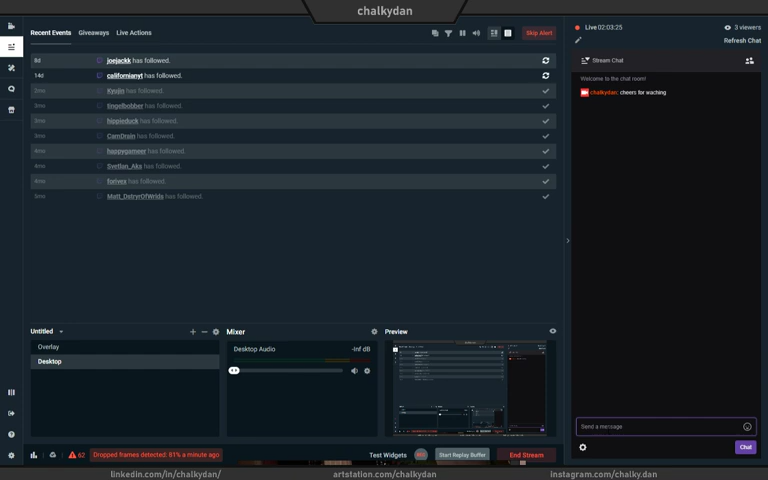 chalkydan
Recent Events
Giveaways
Live Actions
Skip Alert
8d joejackk has followed.
14d californianyt has followed.
2mo Kyujin has followed.
tingelbobber has followed.
hippieduck has followed.
CamDrain has followed.
4mo happygameer has followed.
4mo Svetlan_Aks has followed.
4mo forivex has followed.
5mo Matt_DstryrOfWrlds has followed.
Untitled
Overlay
Desktop
Mixer
Desktop Audio -Inf dB
Preview
62
Dropped frames detected: 81% a minute ago
Test Widgets
REC
Start Replay Buffer
End Stream
Live 02:03:25
3 viewers
Refresh Chat
Stream Chat
Welcome to the chat room!
chalkydan: cheers for waching
Send a message
Chat
linkedin.com/in/chalkydan/
artstation.com/chalkydan
instagram.com/chalky.dan